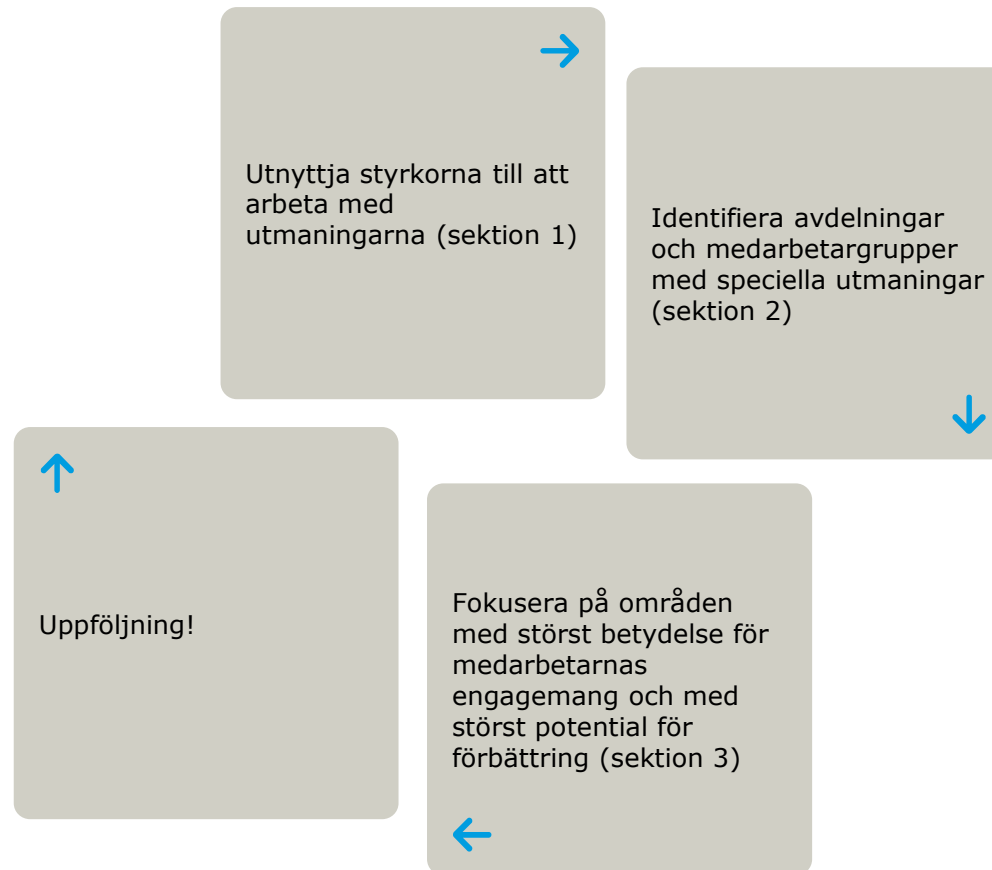 Utnyttja styrkorna till att
arbeta med
utmaningarna (sektion 1)
Identifiera avdelningar
och medarbetargrupper
med speciella utmaningar
(sektion 2)
Fokusera på områden
med störst betydelse för
medarbetarnas
engagemang och med
störst potential för
förbättring (sektion 3)
Uppföljning!